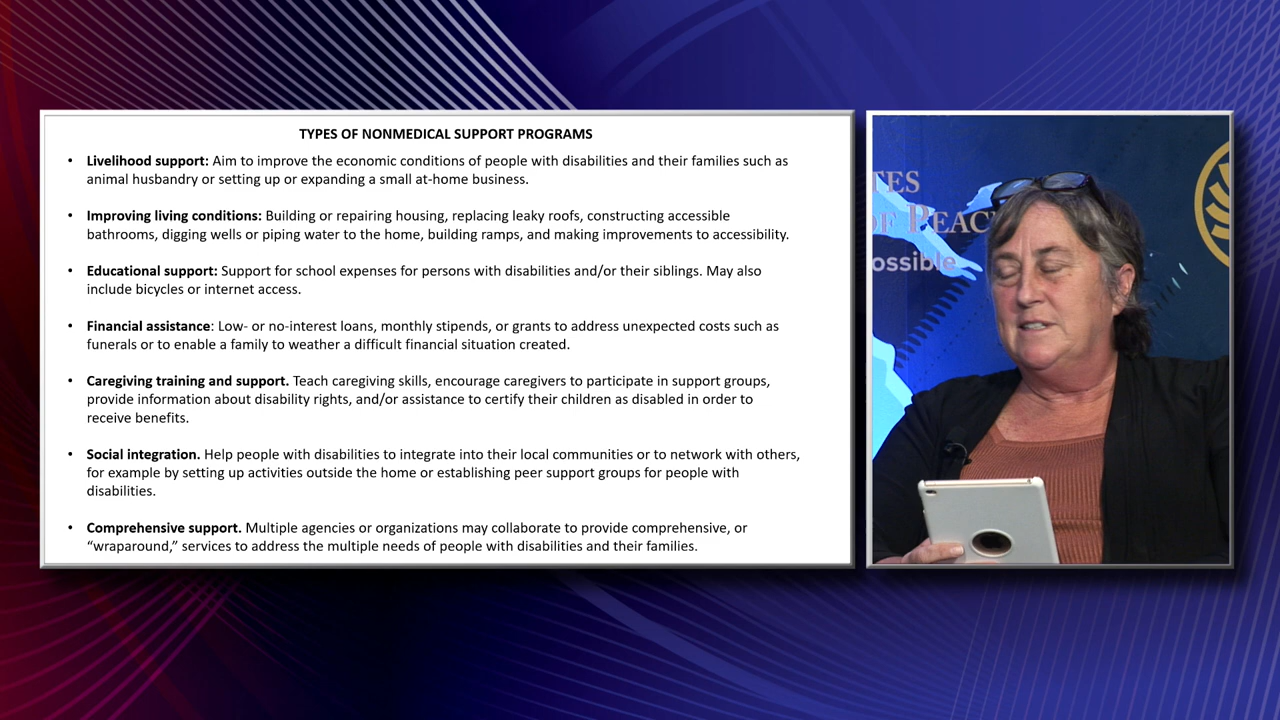 TYPES OF NONMEDICAL SUPPORT PROGRAMS
• Livelihood support: Aim to improve the economic conditions of people with disabilities and their families such as
animal husbandry or setting up or expanding a small at-home business.
• Improving living conditions: Building or repairing housing, replacing leaky roofs, constructing accessible
bathrooms, digging wells or piping water to the home, building ramps, and making improvements to accessibility.
• Educational support: Support for school expenses for persons with disabilities and/or their siblings. May also
include bicycles or internet access.
• Financial assistance: Low- or no-interest loans, monthly stipends, or grants to address unexpected costs such as
funerals or to enable a family to weather a difficult financial situation created.
• Caregiving training and support. Teach caregiving skills, encourage caregivers to participate in support groups,
provide information about disability rights, and/or assistance to certify their children as disabled in order to
receive benefits.
• Social integration. Help people with disabilities to integrate into their local communities or to network with others,
for example by setting up activities outside the home or establishing peer support groups for people with
disabilities.
• Comprehensive support. Multiple agencies or organizations may collaborate to provide comprehensive, or
“wraparound,” services to address the multiple needs of people with disabilities and their families.
TES
OF PEAC
ossible